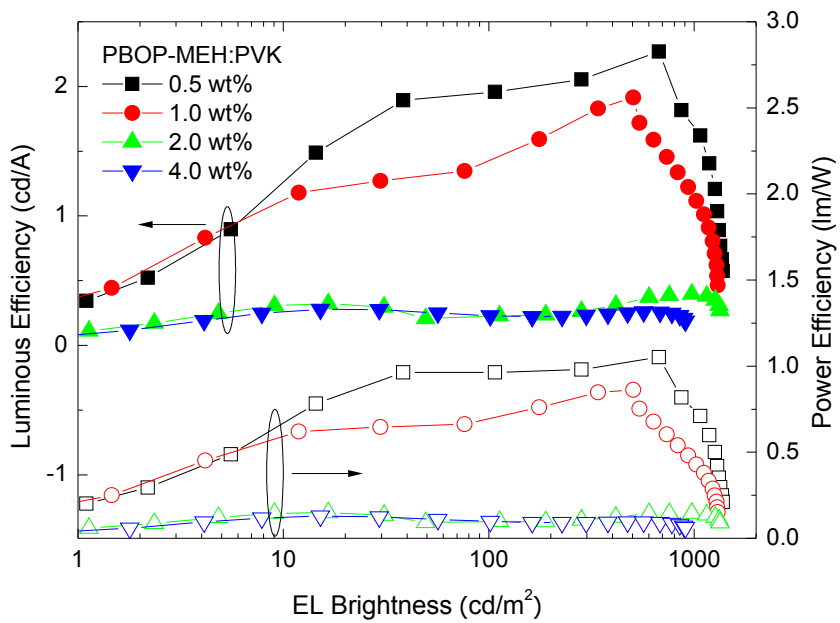 PBOP-MEH:PVK
0.5 wt%
1.0 wt%
2.0 wt%
4.0 wt%
Luminous Efficiency (cd/A)
2
1
0
-1
Power Efficiency (lm/W)
3.0
2.5
2.0
1.5
1.0
0.5
0.0
1 10 100 1000
EL Brightness (cd/m²)